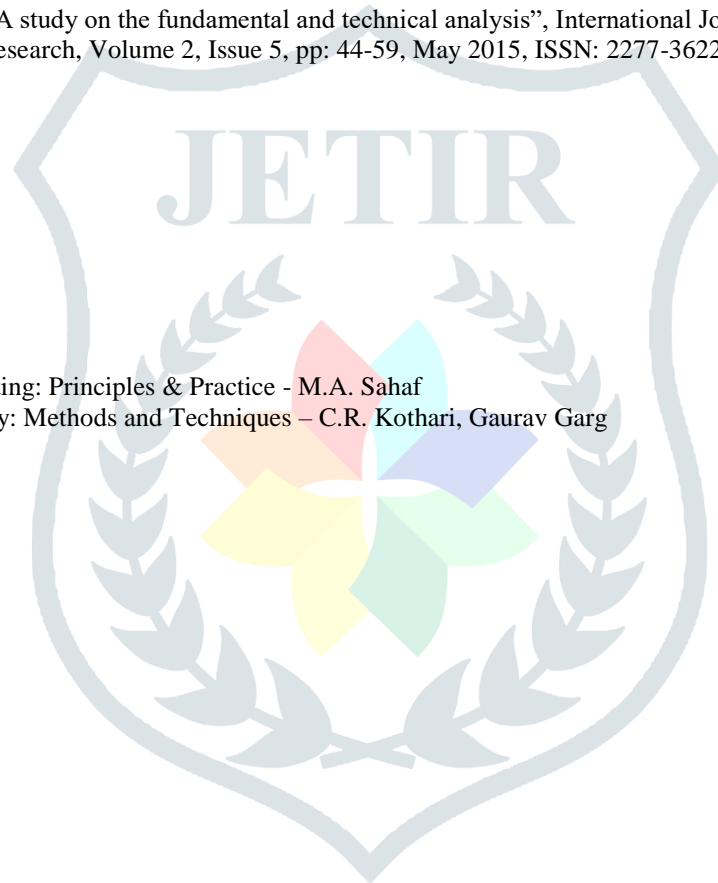 A study on the fundamental and technical analysis”, International Jo
esearch, Volume 2, Issue 5, pp: 44-59, May 2015, ISSN: 2277-3622
JETIR
ing: Principles & Practice - M.A. Sahaf
y: Methods and Techniques – C.R. Kothari, Gaurav Garg